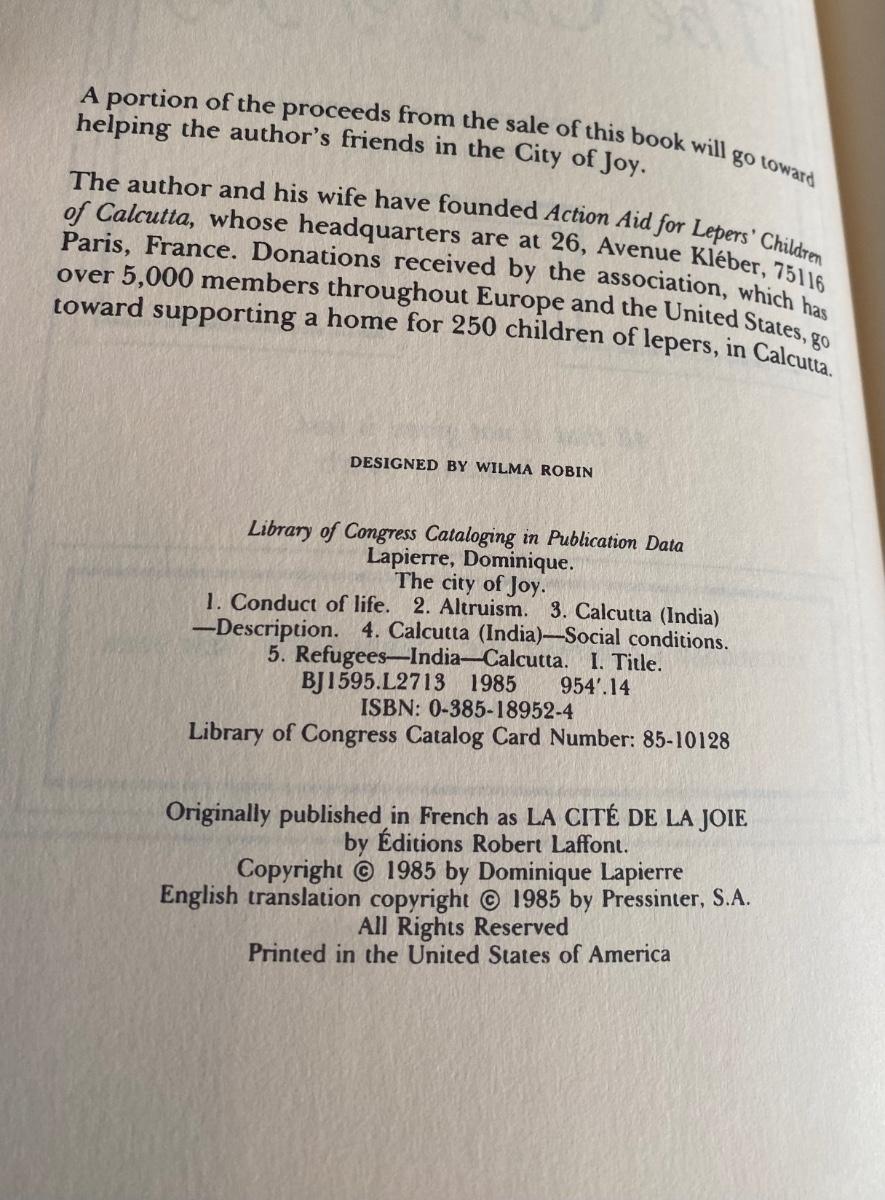 A portion of the proceeds from the sale of this book will go toward
helping the author's friends in the City of Joy.
The author and his wife have founded Action Aid for Lepers' Children
of Calcutta, whose headquarters are at 26, Avenue Kléber, 75116
Paris, France. Donations received by the association, which has
over 5,000 members throughout Europe and the United States, go
toward supporting a home for 250 children of lepers, in Calcutta.
DESIGNED BY WILMA ROBIN
Library of Congress Cataloging in Publication Data
Lapierre, Dominique.
The city of Joy.
1. Conduct of life. 2. Altruism. 3. Calcutta (India)
—Description. 4. Calcutta (India)—Social conditions.
5. Refugees—India—Calcutta. I. Title.
BJ1595.L2713 1985 954′.14
ISBN: 0-385-18952-4
Library of Congress Catalog Card Number: 85-10128
Originally published in French as LA CITÉ DE LA JOIE
by Éditions Robert Laffont.
Copyright © 1985 by Dominique Lapierre
English translation copyright © 1985 by Pressinter, S.A.
All Rights Reserved
Printed in the United States of America